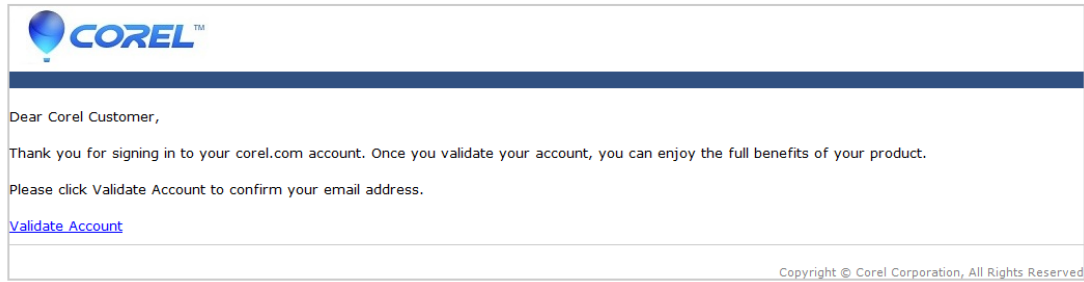 COREL™
Dear Corel Customer,
Thank you for signing in to your corel.com account. Once you validate your account, you can enjoy the full benefits of your product.
Please click Validate Account to confirm your email address.
Validate Account
Copyright © Corel Corporation, All Rights Reserved